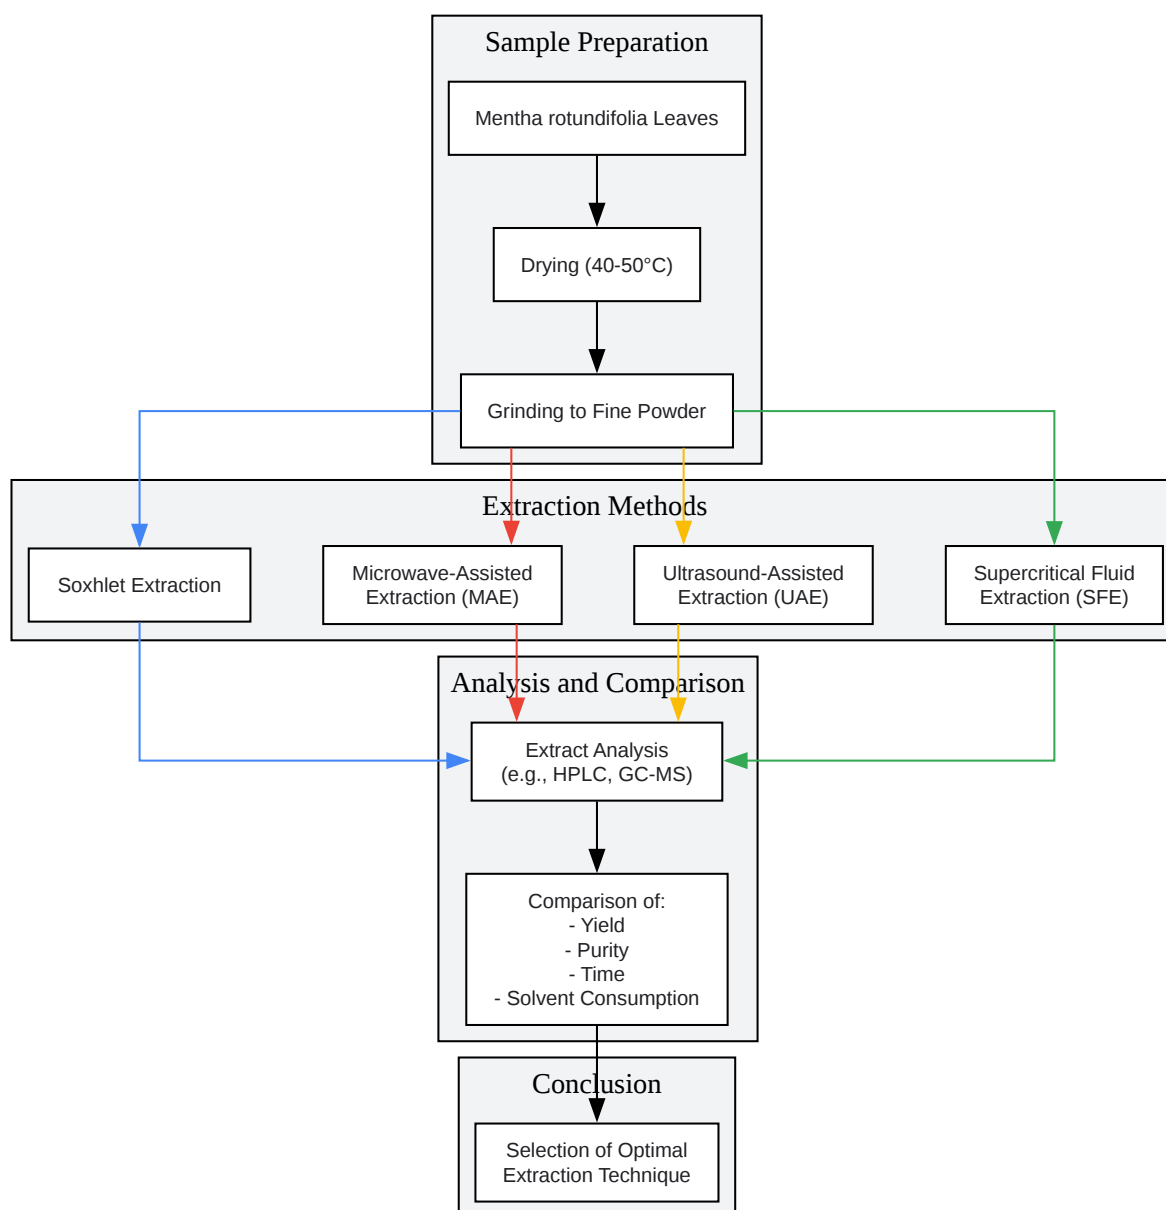 Sample Preparation
Mentha rotundifolia Leaves
Drying (40-50°C)
Grinding to Fine Powder
Extraction Methods
Soxhlet Extraction
Microwave-Assisted
Extraction (MAE)
Ultrasound-Assisted
Extraction (UAE)
Supercritical Fluid
Extraction (SFE)
Analysis and Comparison
Extract Analysis
(e.g., HPLC, GC-MS)
Comparison of:
- Yield
- Purity
- Time
- Solvent Consumption
Conclusion
Selection of Optimal
Extraction Technique